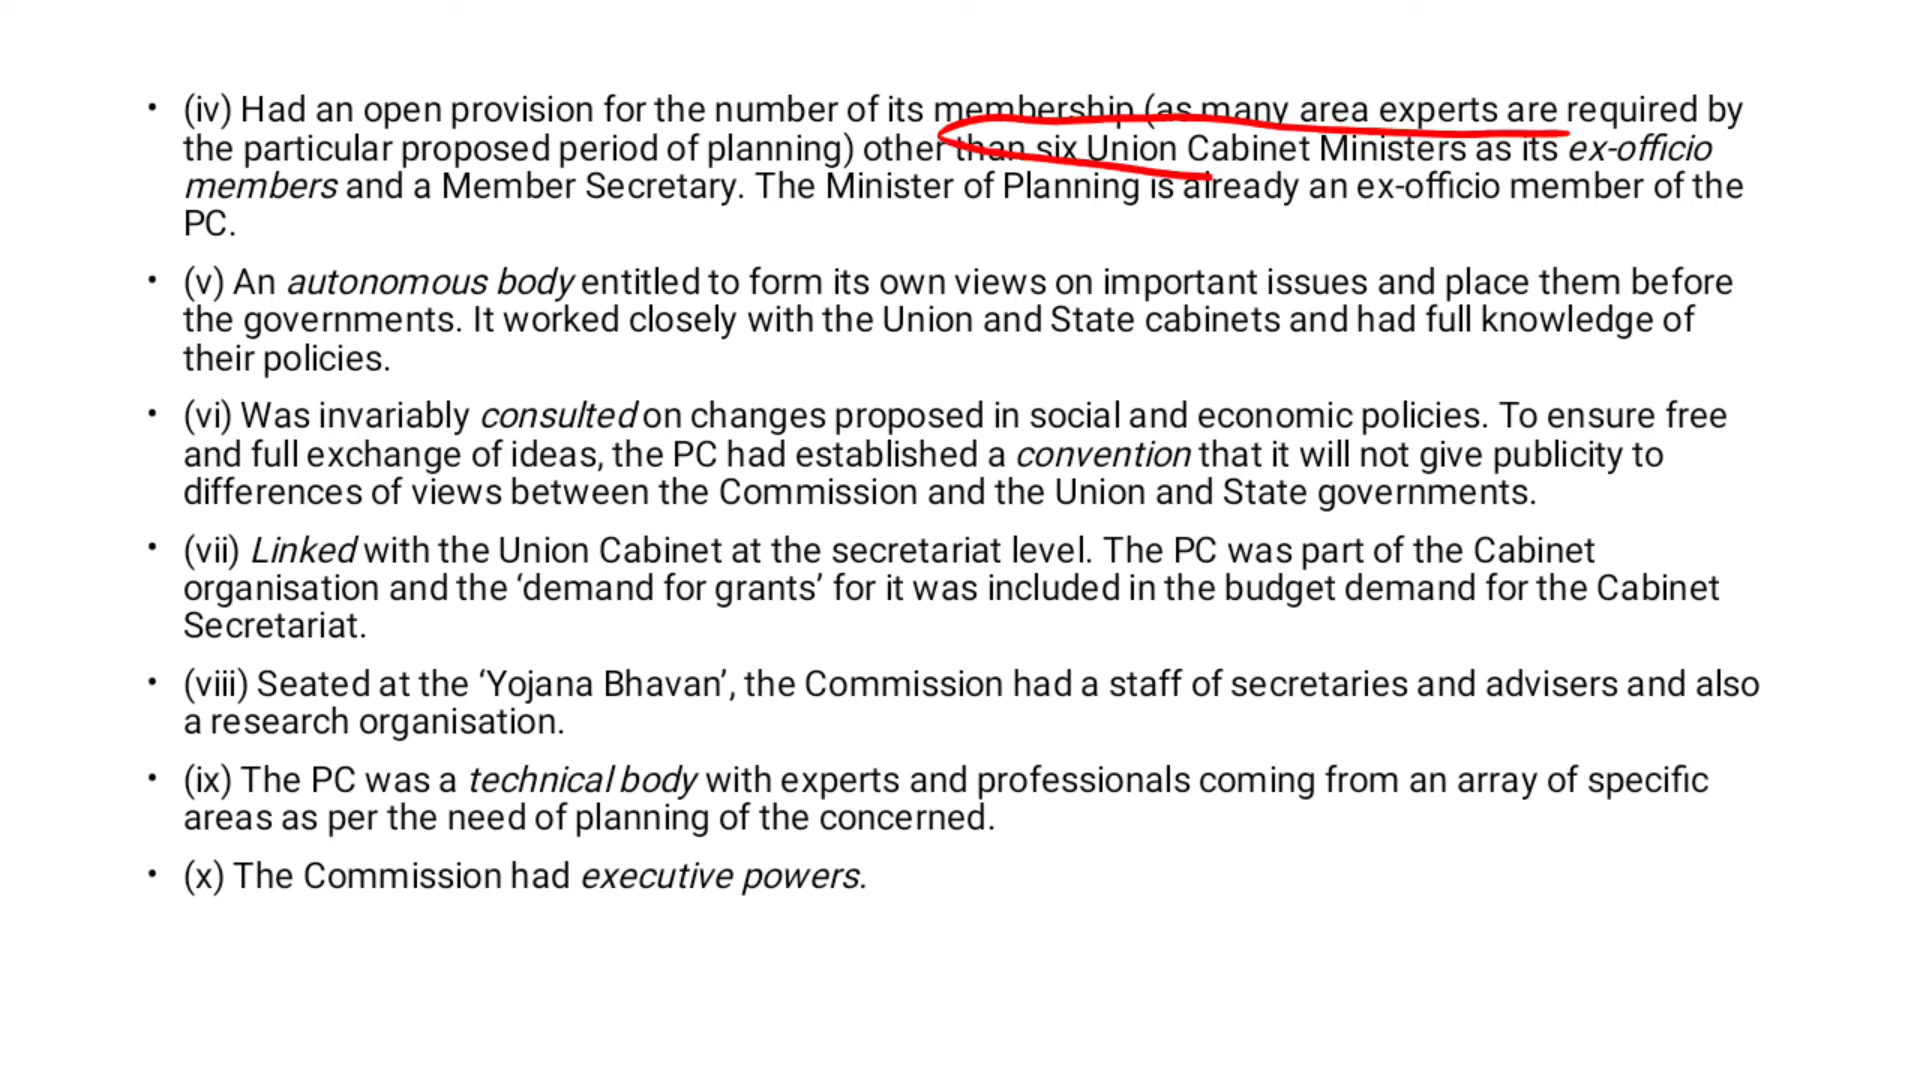 • (iv) Had an open provision for the number of its membership (as many area experts are required by
the particular proposed period of planning) other than six Union Cabinet Ministers as its ex-officio
members and a Member Secretary. The Minister of Planning is already an ex-officio member of the
PC.
• (v) An autonomous body entitled to form its own views on important issues and place them before
the governments. It worked closely with the Union and State cabinets and had full knowledge of
their policies.
• (vi) Was invariably consulted on changes proposed in social and economic policies. To ensure free
and full exchange of ideas, the PC had established a convention that it will not give publicity to
differences of views between the Commission and the Union and State governments.
• (vii) Linked with the Union Cabinet at the secretariat level. The PC was part of the Cabinet
organisation and the ‘demand for grants’ for it was included in the budget demand for the Cabinet
Secretariat.
• (viii) Seated at the ‘Yojana Bhavan’, the Commission had a staff of secretaries and advisers and also
a research organisation.
• (ix) The PC was a technical body with experts and professionals coming from an array of specific
areas as per the need of planning of the concerned.
• (x) The Commission had executive powers.